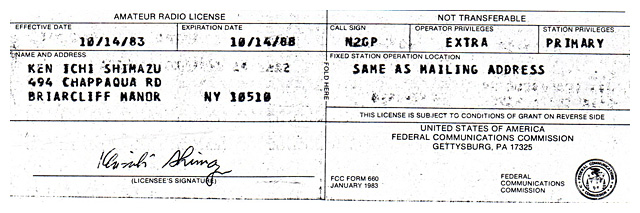 AMATEUR RADIO LICENSE
NOT TRANSFERABLE
EFFECTIVE DATE
EXPIRATION DATE
CALL SIGN
OPERATOR PRIVILEGES
STATION PRIVILEGES
10/14/83
10/14/88
N2GP
EXTRA
PRIMARY
NAME AND ADDRESS
FIXED STATION OPERATION LOCATION
KEN ICHI SHIMAZU
494 CHAPPAQUA RD
BRIARCLIFF MANOR NY 10510
SAME AS MAILING ADDRESS
FOLD HERE
THIS LICENSE IS SUBJECT TO CONDITIONS OF GRANT ON REVERSE SIDE
UNITED STATES OF AMERICA
FEDERAL COMMUNICATIONS COMMISSION
GETTYSBURG, PA 17325
(LICENSEE'S SIGNATURE)
FCC FORM 660
JANUARY 1983
FEDERAL
COMMUNICATIONS
COMMISSION